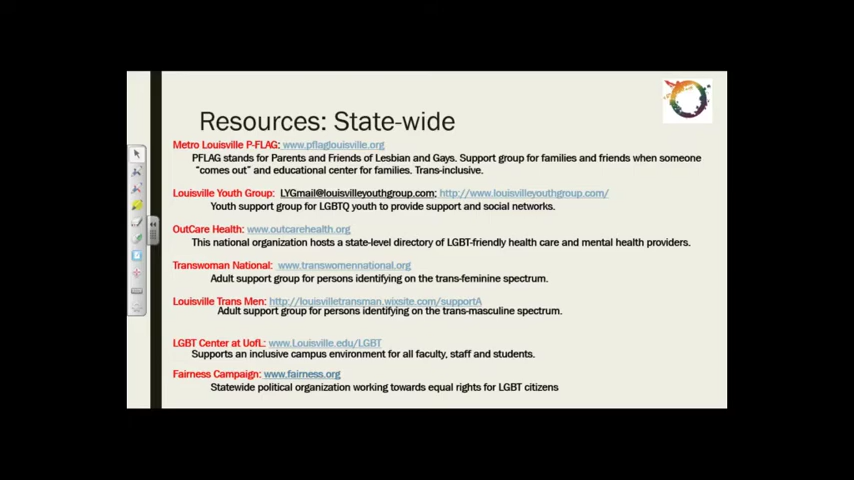 Resources: State-wide
Metro Louisville P-FLAG: www.pflaglouisville.org
PFLAG stands for Parents and Friends of Lesbian and Gays. Support group for families and friends when someone
"comes out" and educational center for families. Trans-inclusive.
Louisville Youth Group: LYGmail@louisvilleyouthgroup.com; http://www.louisvilleyouthgroup.com/
Youth support group for LGBTQ youth to provide support and social networks.
OutCare Health: www.outcarehealth.org
This national organization hosts a state-level directory of LGBT-friendly health care and mental health providers.
Transwoman National: www.transwomennational.org
Adult support group for persons identifying on the trans-feminine spectrum.
Louisville Trans Men: http://louisvilletransman.wixsite.com/supportA
Adult support group for persons identifying on the trans-masculine spectrum.
LGBT Center at UofL: www.Louisville.edu/LGBT
Supports an inclusive campus environment for all faculty, staff and students.
Fairness Campaign: www.fairness.org
Statewide political organization working towards equal rights for LGBT citizens